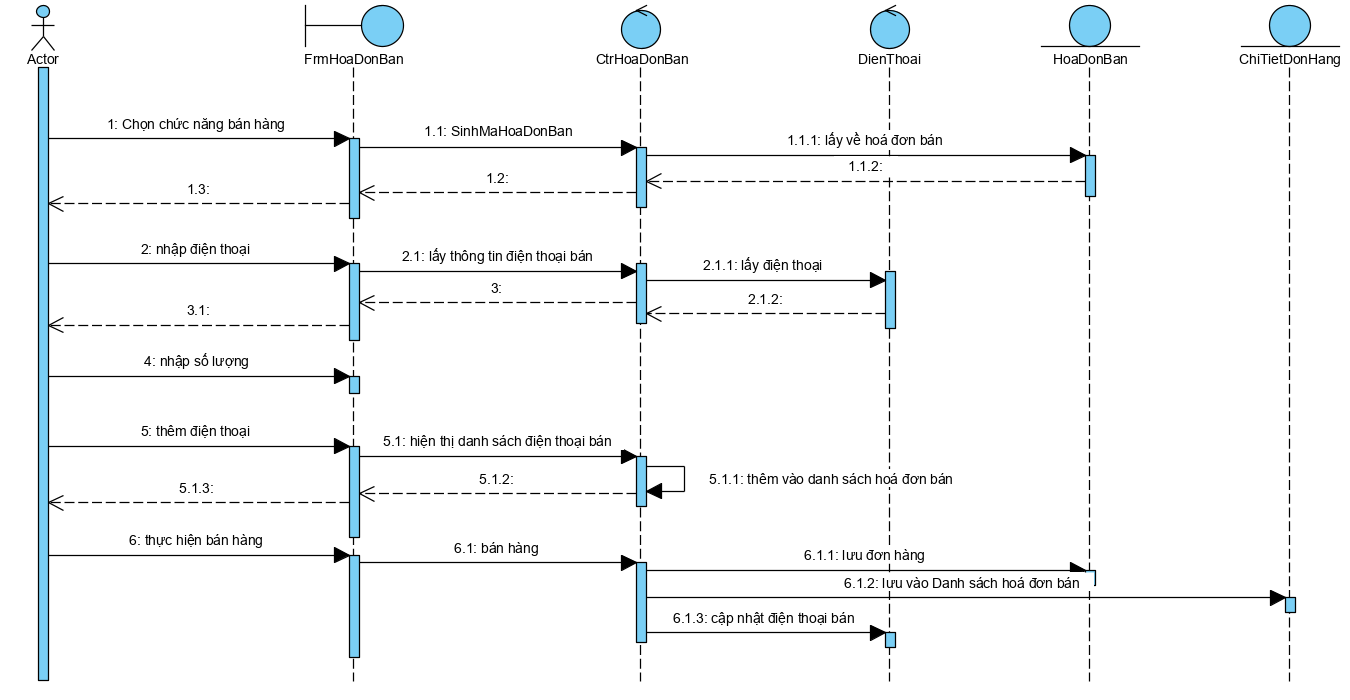 Actor
FrmHoaDonBan
CtrHoaDonBan
DienThoai
HoaDonBan
ChiTietDonHang
1: Chọn chức năng bán hàng
1.1: SinhMaHoaDonBan
1.1.1: lấy về hoá đơn bán
1.1.2:
1.2:
1.3:
2: nhập điện thoại
2.1: lấy thông tin điện thoại bán
2.1.1: lấy điện thoại
3:
2.1.2:
3.1:
4: nhập số lượng
5: thêm điện thoại
5.1: hiện thị danh sách điện thoại bán
5.1.1: thêm vào danh sách hoá đơn bán
5.1.2:
5.1.3:
6: thực hiện bán hàng
6.1: bán hàng
6.1.1: lưu đơn hàng
6.1.2: lưu vào Danh sách hoá đơn bán
6.1.3: cập nhật điện thoại bán